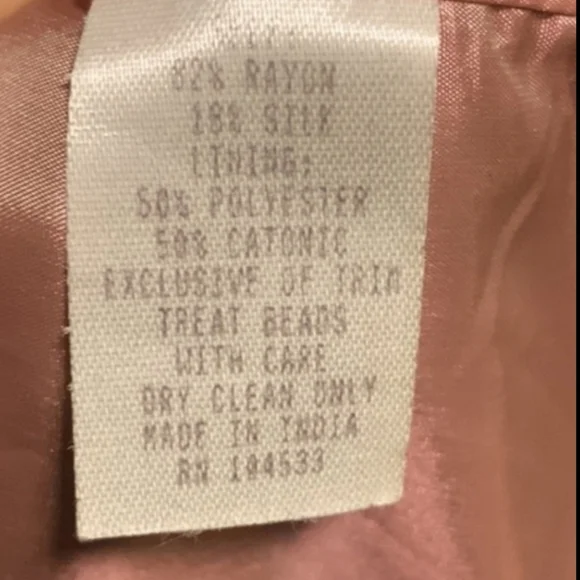 82% RAYON
18% SILK
LINING:
50% POLYESTER
50% CATONIC
EXCLUSIVE OF TRIM
TREAT BEADS
WITH CARE
DRY CLEAN ONLY
MADE IN INDIA
RN 104533